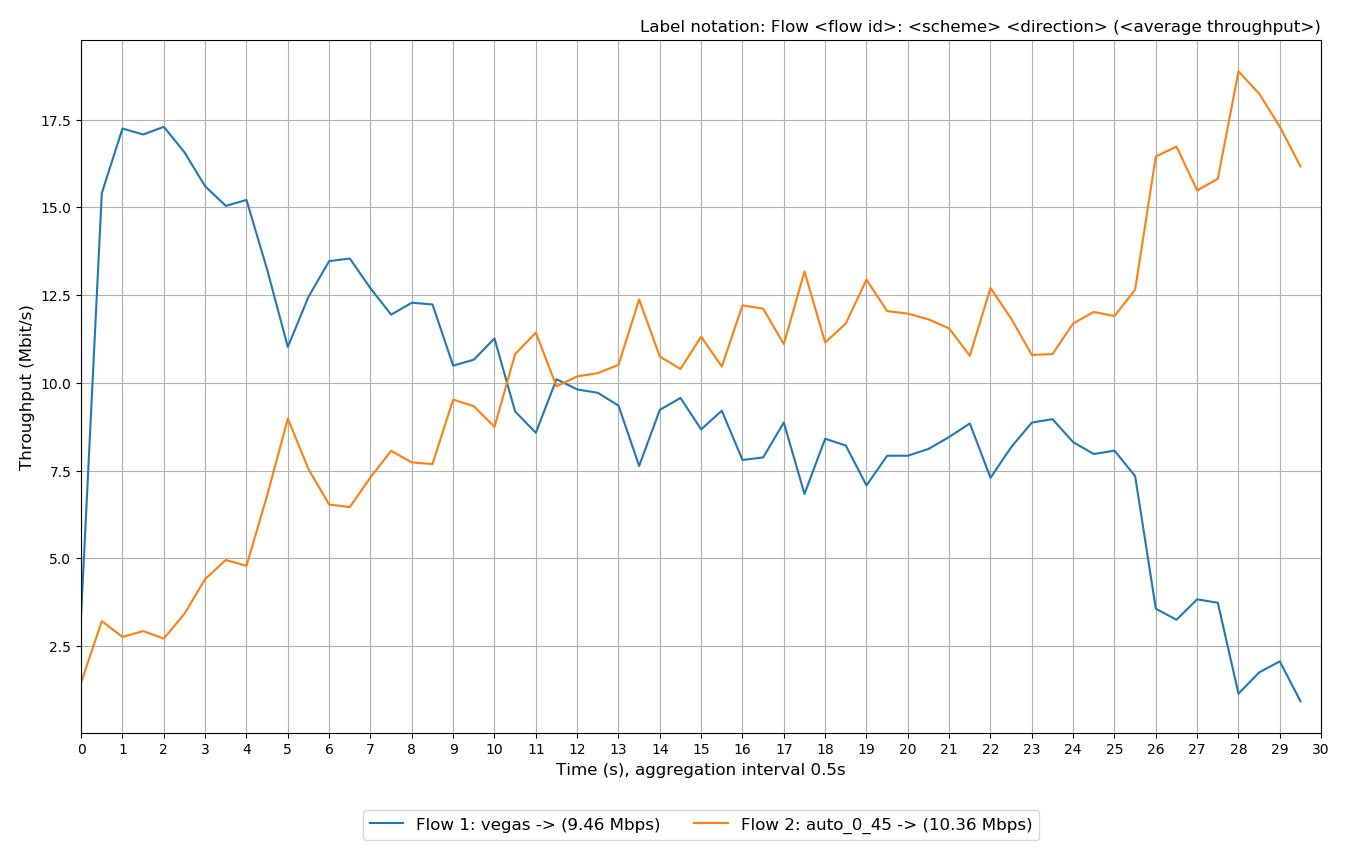 Label notation: Flow <flow id>: <scheme> <direction> (<average throughput>)
Throughput (Mbit/s)
17.5
15.0
12.5
10.0
7.5
5.0
2.5
0 1 2 3 4 5 6 7 8 9 10 11 12 13 14 15 16 17 18 19 20 21 22 23 24 25 26 27 28 29 30
Time (s), aggregation interval 0.5s
Flow 1: vegas -> (9.46 Mbps) Flow 2: auto_0_45 -> (10.36 Mbps)